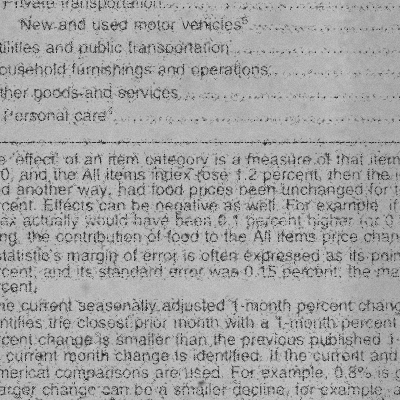 Private transportation
New and used motor vehicles⁵
tilities and public transportation
ousehold furnishings and operations
ther goods and services
Personal care
e "effect" of an item category is a measure of that item
0, and the All items index rose 1.2 percent, then the i
d another way, had food prices been unchanged for t
rcent. Effects can be negative as well. For example, if
ax actually would have been 0.1 percent higher (or 0
ng, the contribution of food to the All items price chan
statistic's margin of error is often expressed as its poin
rcent, and its standard error was 0.15 percent, the ma
rcent.
he current seasonally adjusted 1-month percent chang
ntifies the closest prior month with a 1-month percent
rcent change is smaller than the previous published 1-
current month change is identified. If the current and
merical comparisons are used. For example, 0.8% is g
arger change can be a smaller decline, for example, a